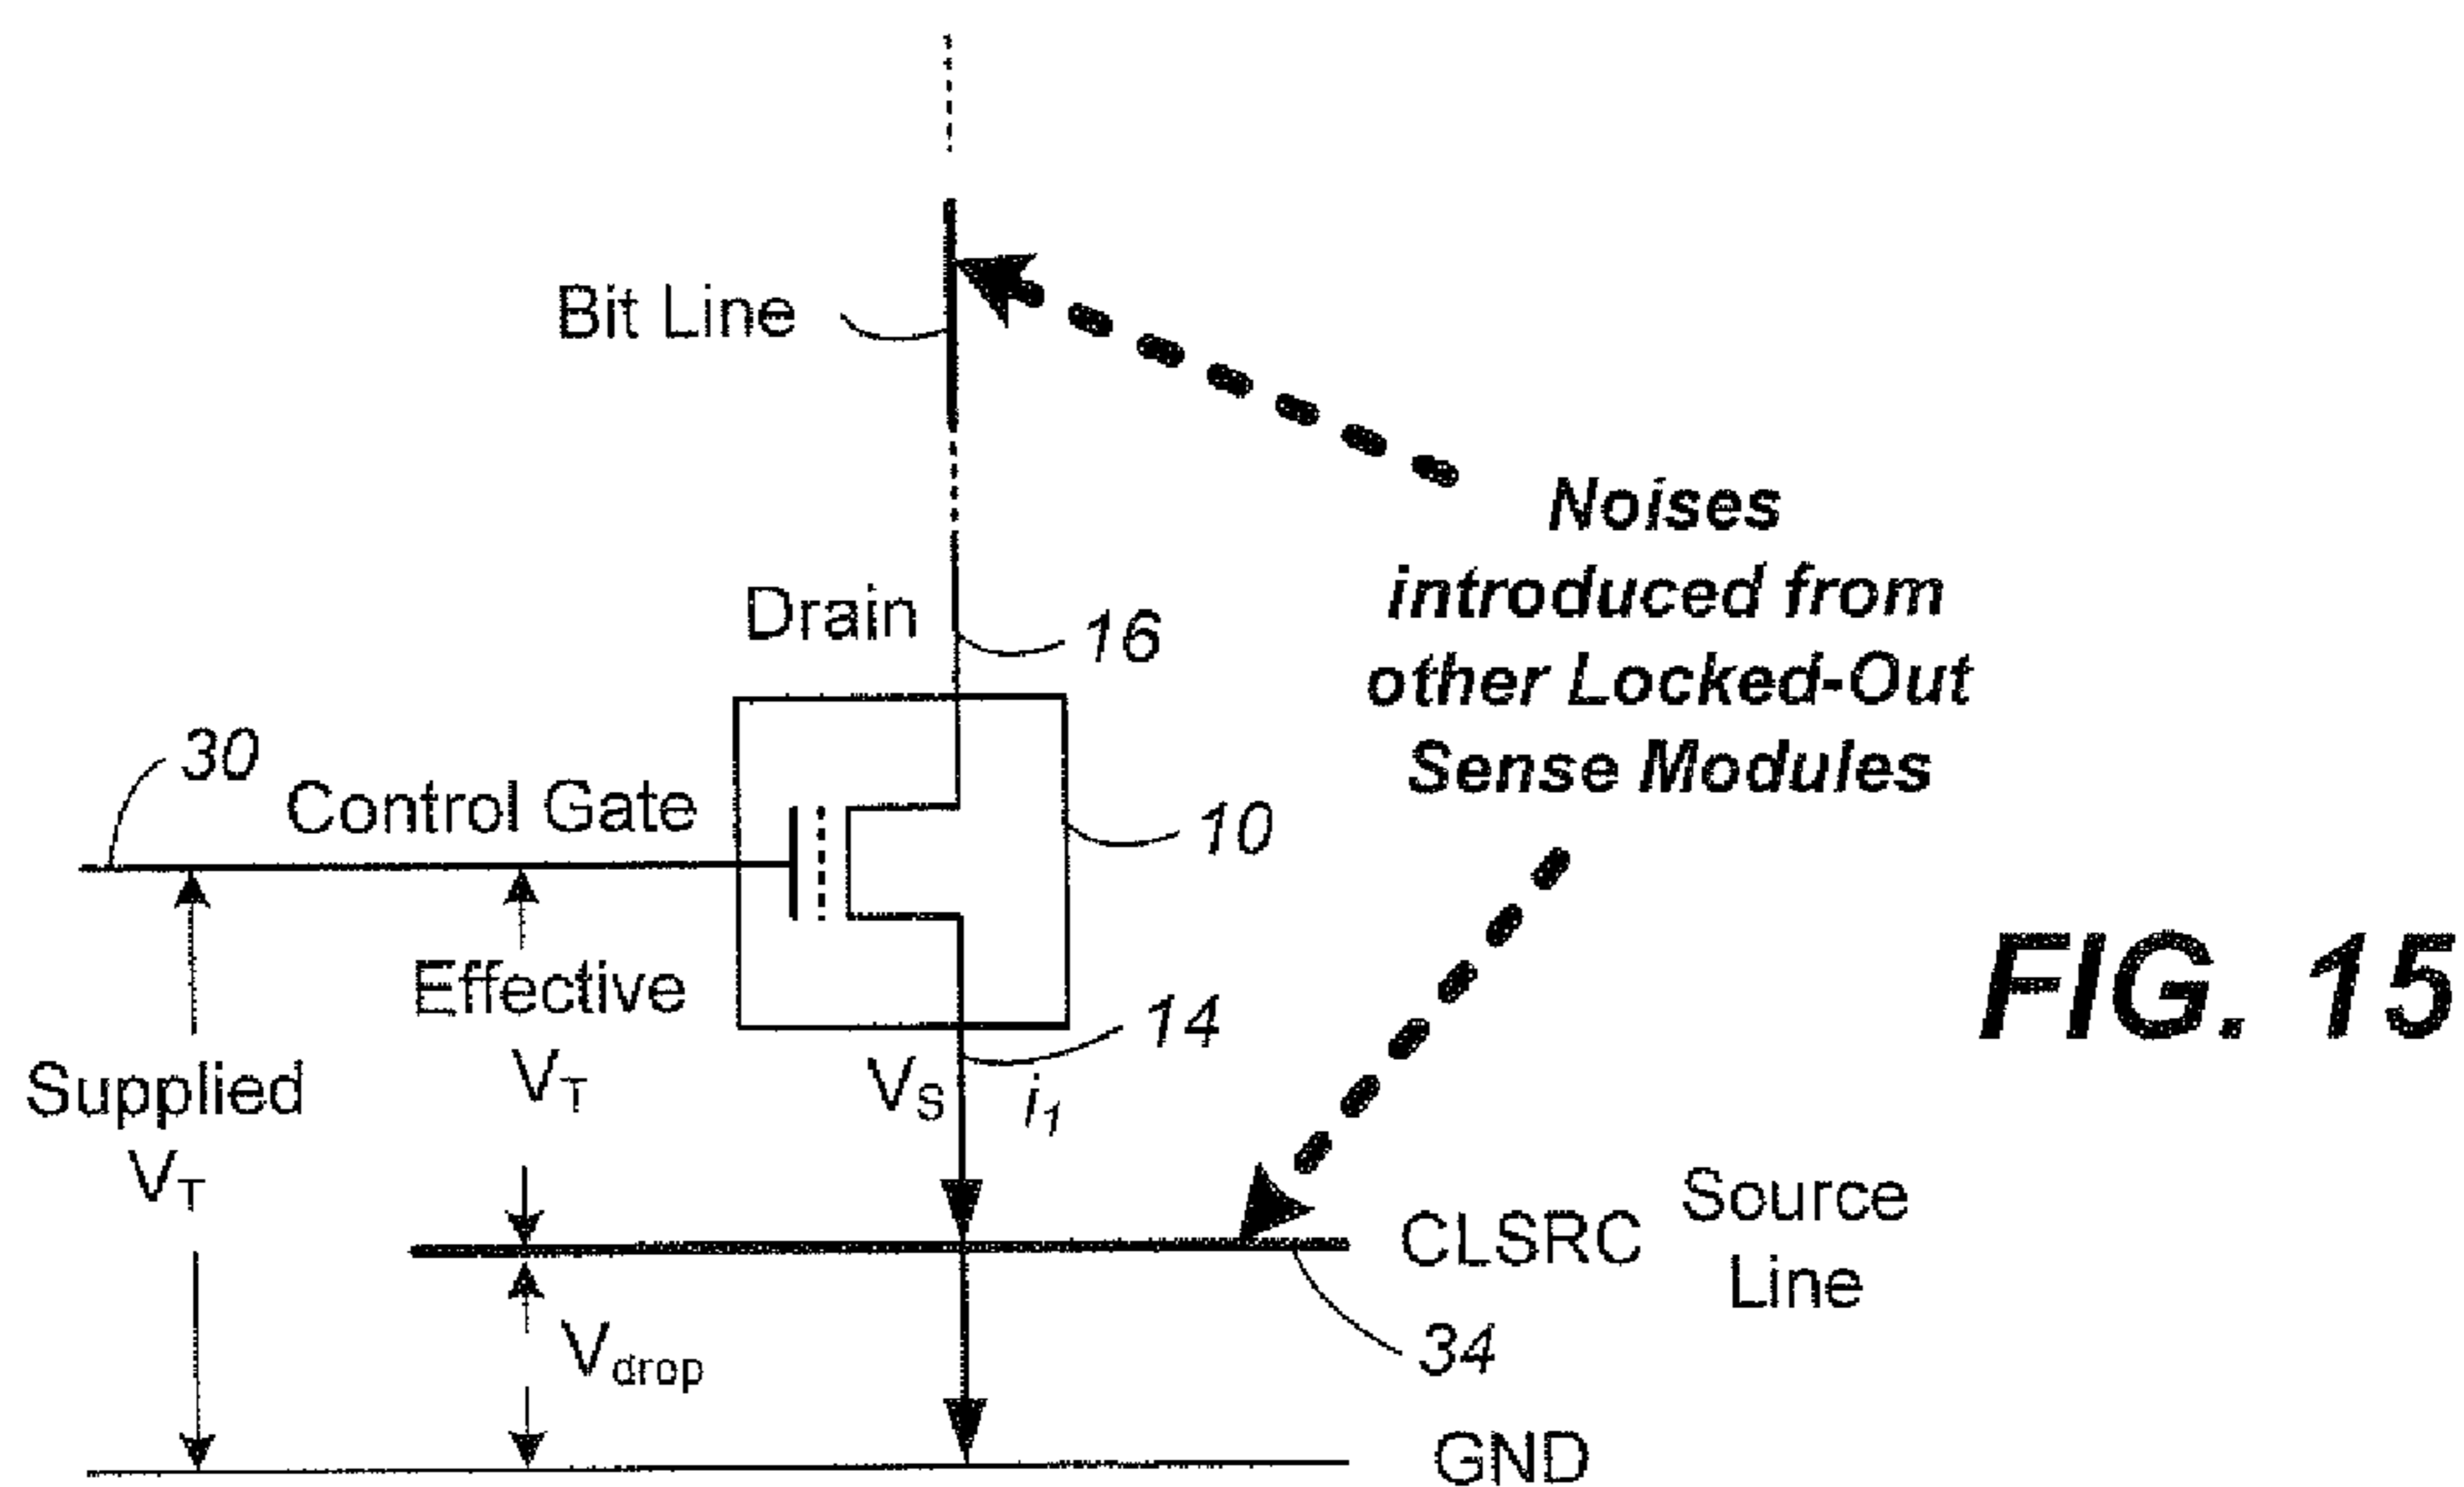 Bit Line
Noises
introduced from
other Locked-Out
Sense Modules
Drain
16
30
Control Gate
10
FIG. 15
Effective
VT
14
Supplied
VT
VS
i1
CLSRC
Source
Line
Vdrop
34
GND